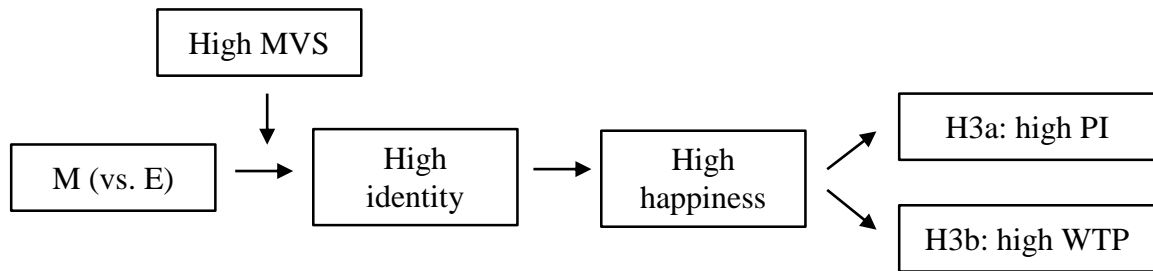 High MVS
M (vs. E)
High
identity
High
happiness
H3a: high PI
H3b: high WTP